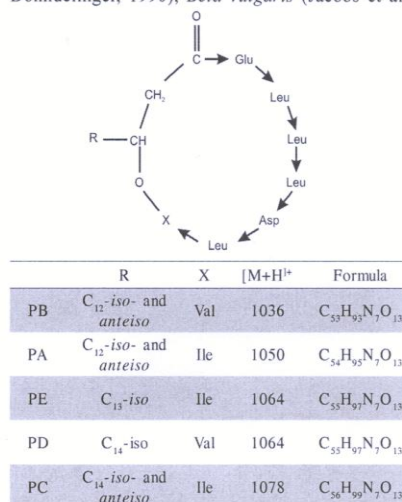 1990), Beta vulgaris (Jacobs et al
O
C Glu
CH₂ Leu
R CH Leu
O Leu
X Asp
Leu
R X [M+H]⁺ Formula
PB C₁₂-iso- and anteiso Val 1036 C₅₃H₉₃N₇O₁₃
PA C₁₂-iso- and anteiso Ile 1050 C₅₄H₉₅N₇O₁₃
PE C₁₃-iso Ile 1064 C₅₅H₉₇N₇O₁₃
PD C₁₄-iso Val 1064 C₅₅H₉₇N₇O₁₃
PC C₁₄-iso- and anteiso Ile 1078 C₅₆H₉₉N₇O₁₃